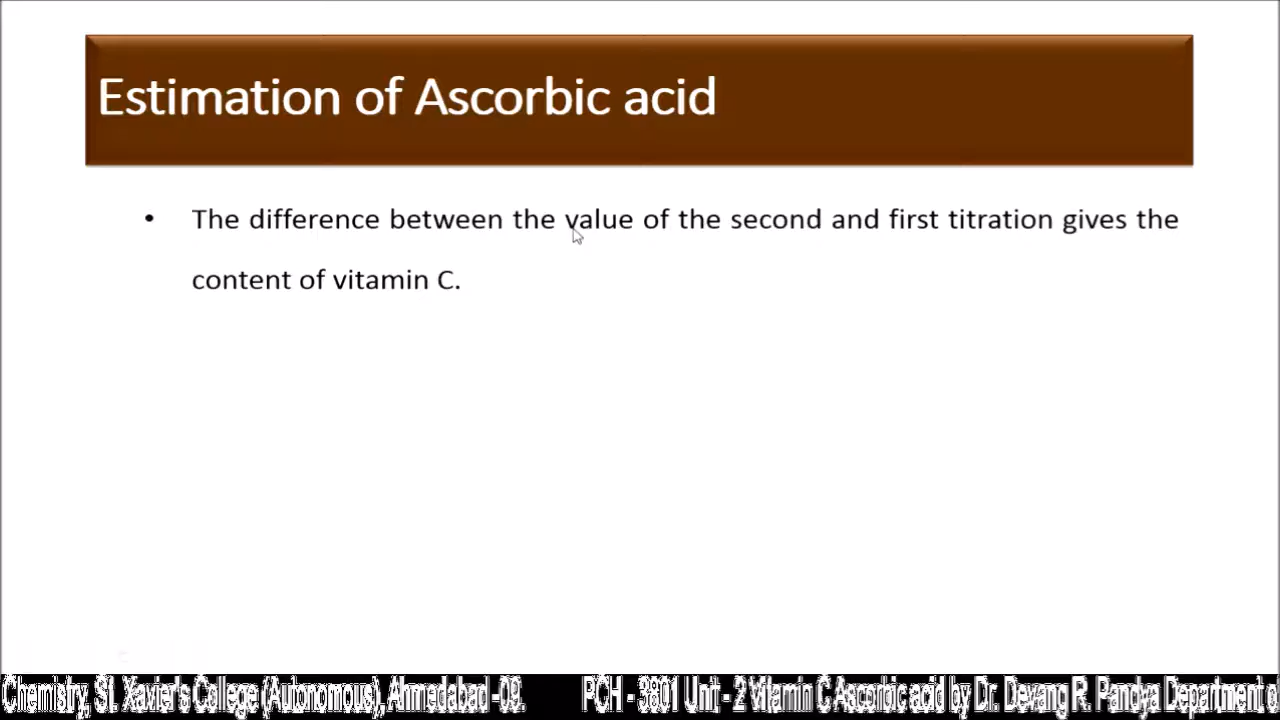 Estimation of Ascorbic acid
• The difference between the value of the second and first titration gives the
content of vitamin C.
Chemistry, St. Xavier's College (Autonomous), Ahmedabad -09. PCH - 3801 Unit - 2 Vitamin C Ascorbic acid by Dr. Devang R. Pandya Department o